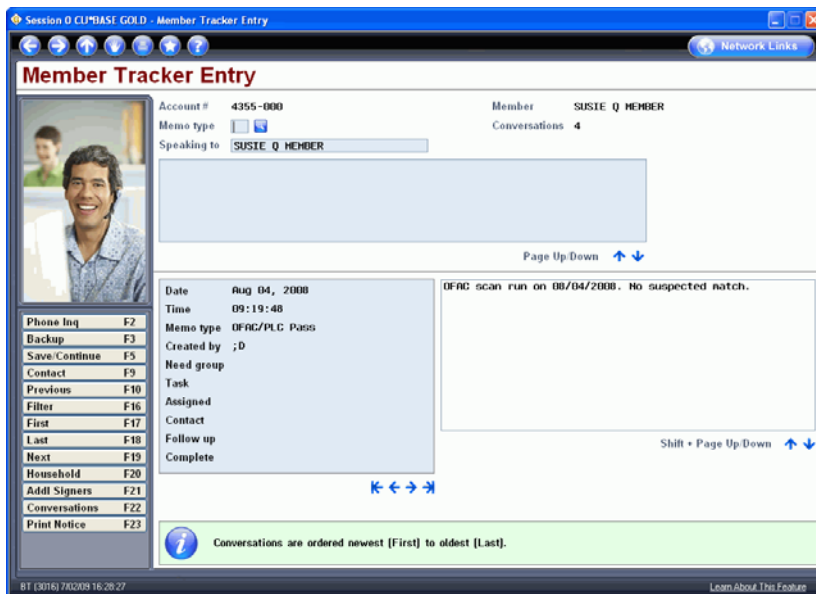 Session 0 CU*BASE GOLD - Member Tracker Entry
Network Links
Member Tracker Entry
Account # 4355-000 Member SUSIE Q MEMBER
Memo type Conversations 4
Speaking to SUSIE Q MEMBER
Page Up/Down
Date Aug 04, 2008
Time 09:19:48
Memo type OFAC/PLC Pass
Created by ;D
Need group
Task
Assigned
Contact
Follow up
Complete
OFAC scan run on 08/04/2008. No suspected match.
Shift + Page Up/Down
Phone Inq F2
Backup F3
Save/Continue F5
Contact F9
Previous F10
Filter F16
First F17
Last F18
Next F19
Household F20
Addl Signers F21
Conversations F22
Print Notice F23
Conversations are ordered newest (First) to oldest (Last).
BT (3016) 7/02/09 16:28:27
Learn About This Feature